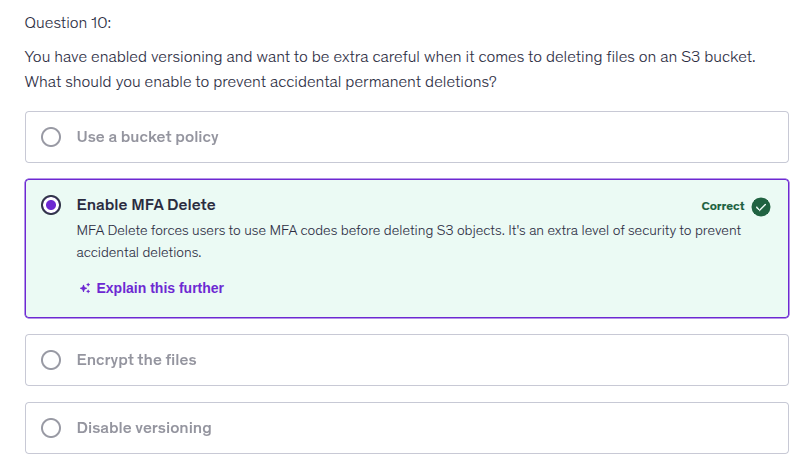 Question 10:
You have enabled versioning and want to be extra careful when it comes to deleting files on an S3 bucket.
What should you enable to prevent accidental permanent deletions?
Use a bucket policy
Enable MFA Delete
Correct
MFA Delete forces users to use MFA codes before deleting S3 objects. It's an extra level of security to prevent
accidental deletions.
Explain this further
Encrypt the files
Disable versioning